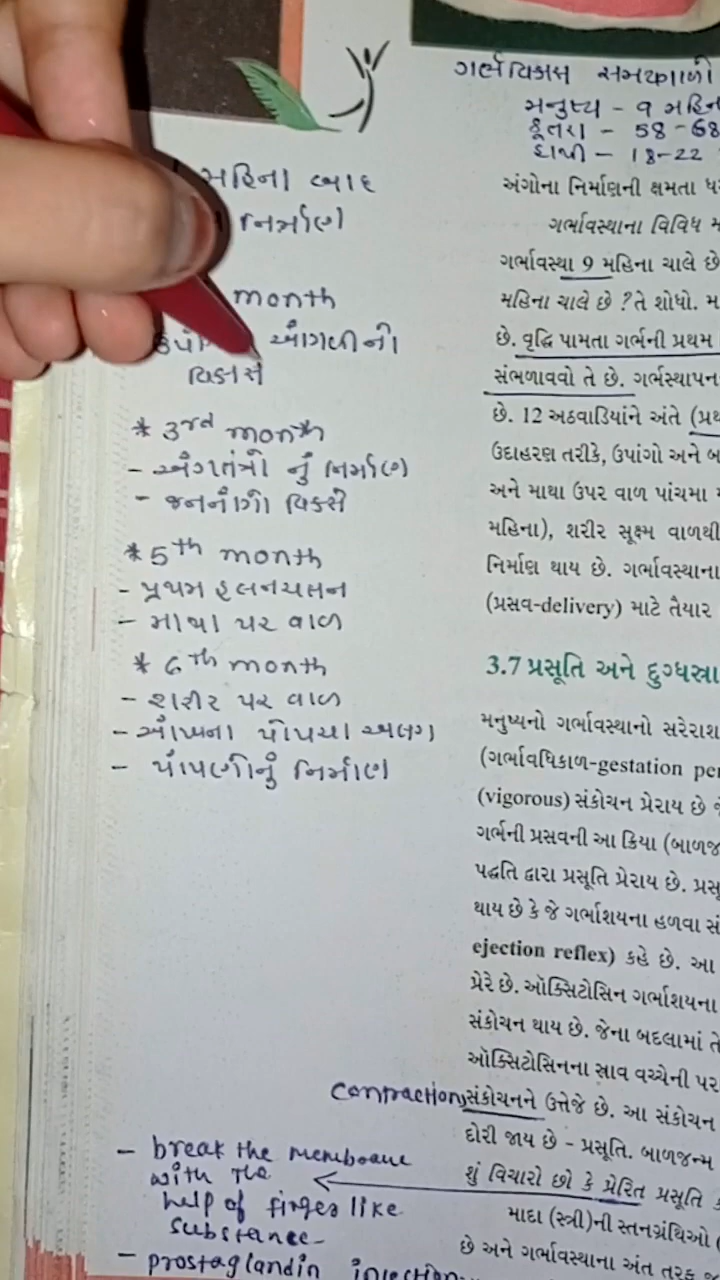 ગર્ભવિકાસ સમયગાળો
મનુષ્ય - ૧ મહિન
કૂતરા - 58-68
હાથી - 18-22
મહિના બાદ
નિર્માણ
month
આંગળીનો
વિકાસ
* 3rd month
- અંગતંત્રો નું નિર્માણ
- જનનાંગો વિકસે
* 5th month
- પ્રથમ હલનચલન
- માથા પર વાળ
* 6th month
- શરીર પર વાળ
- આંખના પોપચા અલગ
- પાંપણોનું નિર્માણ
અંગોના નિર્માણની ક્ષમતા
ગર્ભાવસ્થાના વિવિધ
ગર્ભાવસ્થા 9 મહિના ચાલે છે
મહિના ચાલે છે ? તે શોધો.
છે. વૃદ્ધિ પામતા ગર્ભની પ્રથમ
સંભળાવવો તે છે. ગર્ભસ્થાપન
છે. 12 અઠવાડિયાંને અંતે (પ્રથ
ઉદાહરણ તરીકે, ઉપાંગો અને બ
અને માથા ઉપર વાળ પાંચમા
મહિના), શરીર સૂક્ષ્મ વાળથી
નિર્માણ થાય છે. ગર્ભાવસ્થાના
(પ્રસવ-delivery) માટે તૈયાર
3.7 પ્રસૂતિ અને દુગ્ધસ્રા
મનુષ્યનો ગર્ભાવસ્થાનો સરેરાશ
(ગર્ભાવધિકાળ-gestation per
(vigorous) સંકોચન પ્રેરાય છે
ગર્ભની પ્રસવની આ ક્રિયા (બાળજ
પદ્ધતિ દ્વારા પ્રસૂતિ પ્રેરાય છે. પ્રસૂ
થાય છે કે જે ગર્ભાશયના હળવા સં
ejection reflex) કહે છે. આ
પ્રેરે છે. ઑક્સિટોસિન ગર્ભાશયના
સંકોચન થાય છે. જેના બદલામાં તે
ઑક્સિટોસિનના સ્રાવ વચ્ચેની પર
contraction, સંકોચનને ઉત્તેજે છે. આ સંકોચન
દોરી જાય છે – પ્રસૂતિ. બાળજન્મ
શું વિચારો છો કે પ્રેરિત પ્રસૂતિ
માદા (સ્ત્રી)ની સ્તનગ્રંથિઓ
છે અને ગર્ભાવસ્થાના અંત તરફ
- break the membrane
with the
help of finger like
substance-
- prostaglandin injection